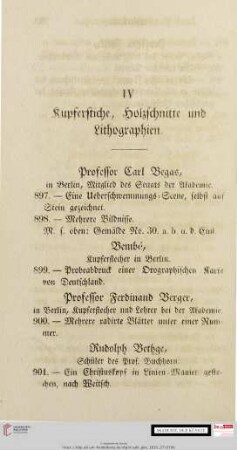 IV
Kupferstiche, Holzschnitte und
Lithographien
Professor Carl Begas,
in Berlin, Mitglied des Senats der Akademie.
897. — Eine Ueberschwemmungs-Scene, selbst auf
Stein gezeichnet.
898. — Mehrere Bildnisse.
M. s. oben: Gemälde No. 30. a. b. u. d
Bembé,
Kupferstecher in Berlin.
899. — Probeabdruck einer Orographischen Karte
von Deutschland.
Professor Ferdinand Berger,
in Berlin, Kupferstecher und Lehrer bei der Akademie
900. — Mehrere radirte Blätter unter einer Num-
mer.
Rudolph Bethge,
Schüler des Prof. Buchhorn.
901. — Ein Christuskopf in Linien-Manier gesto-
chen, nach Weitsch.